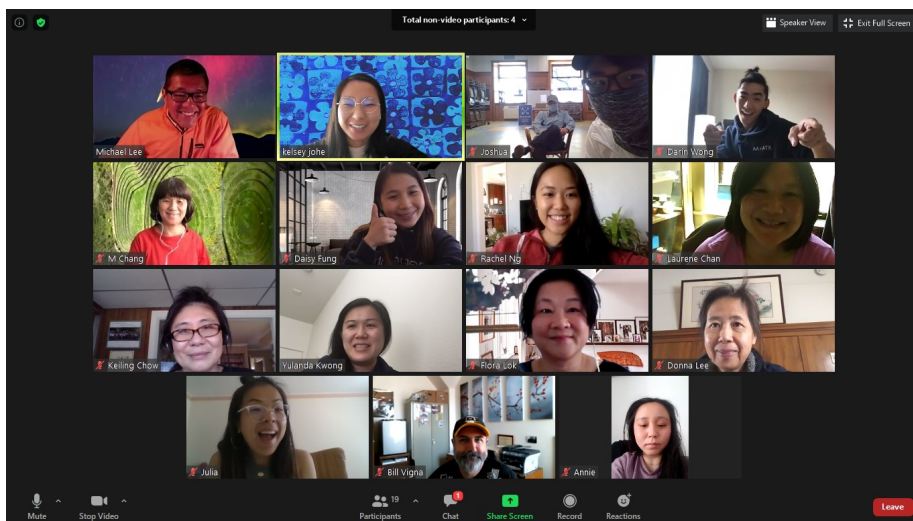 Total non-video participants: 4
Speaker View
Exit Full Screen
Michael Lee
kelsey johe
Joshua
Darin Wong
M Chang
Daisy Fung
Rachel Ng
Laurene Chan
Keiling Chow
Yulanda Kwong
Flora Lok
Donna Lee
Julia
Bill Vigna
Annie
Mute
Stop Video
19
Participants
1
Chat
Share Screen
Record
Reactions
Leave